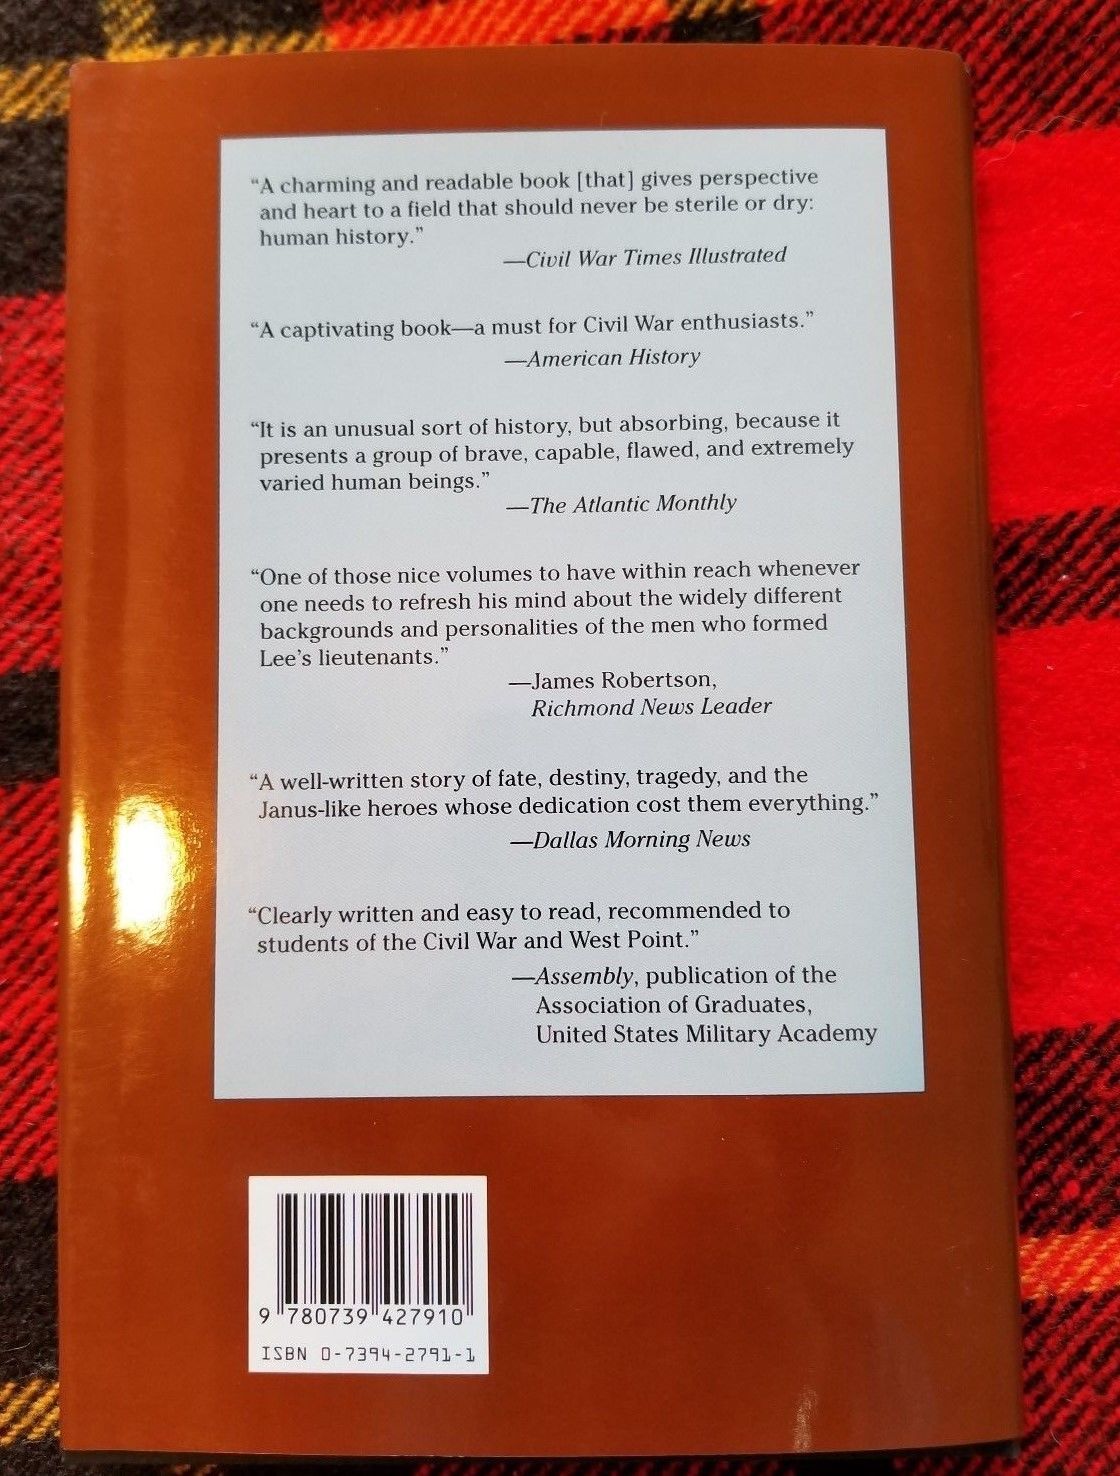 “A charming and readable book [that] gives perspective
and heart to a field that should never be sterile or dry:
human history.”
—Civil War Times Illustrated
“A captivating book—a must for Civil War enthusiasts.”
—American History
“It is an unusual sort of history, but absorbing, because it
presents a group of brave, capable, flawed, and extremely
varied human beings.”
—The Atlantic Monthly
“One of those nice volumes to have within reach whenever
one needs to refresh his mind about the widely different
backgrounds and personalities of the men who formed
Lee’s lieutenants.”
—James Robertson,
Richmond News Leader
“A well-written story of fate, destiny, tragedy, and the
Janus-like heroes whose dedication cost them everything.”
—Dallas Morning News
“Clearly written and easy to read, recommended to
students of the Civil War and West Point.”
—Assembly, publication of the
Association of Graduates,
United States Military Academy
9 780739 427910
ISBN 0-7394-2791-1